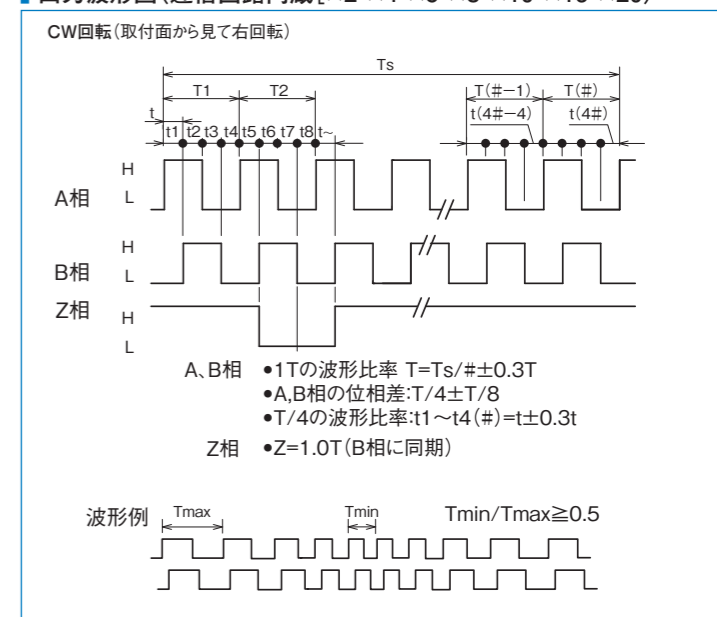 CW回転（取付面から見て右回転）
Ts
T1 T2 T(#−1) T(#)
t t(4#−4) t(4#)
t1 t2 t3 t4 t5 t6 t7 t8 t~
H
A相 L
H
B相 L
Z相 H
L
A、B相 •1Tの波形比率 T=Ts/#±0.3T
•A,B相の位相差:T/4±T/8
•T/4の波形比率:t1～t4(#)=t±0.3t
Z相 •Z=1.0T（B相に同期）
波形例 Tmax Tmin Tmin/Tmax≧0.5